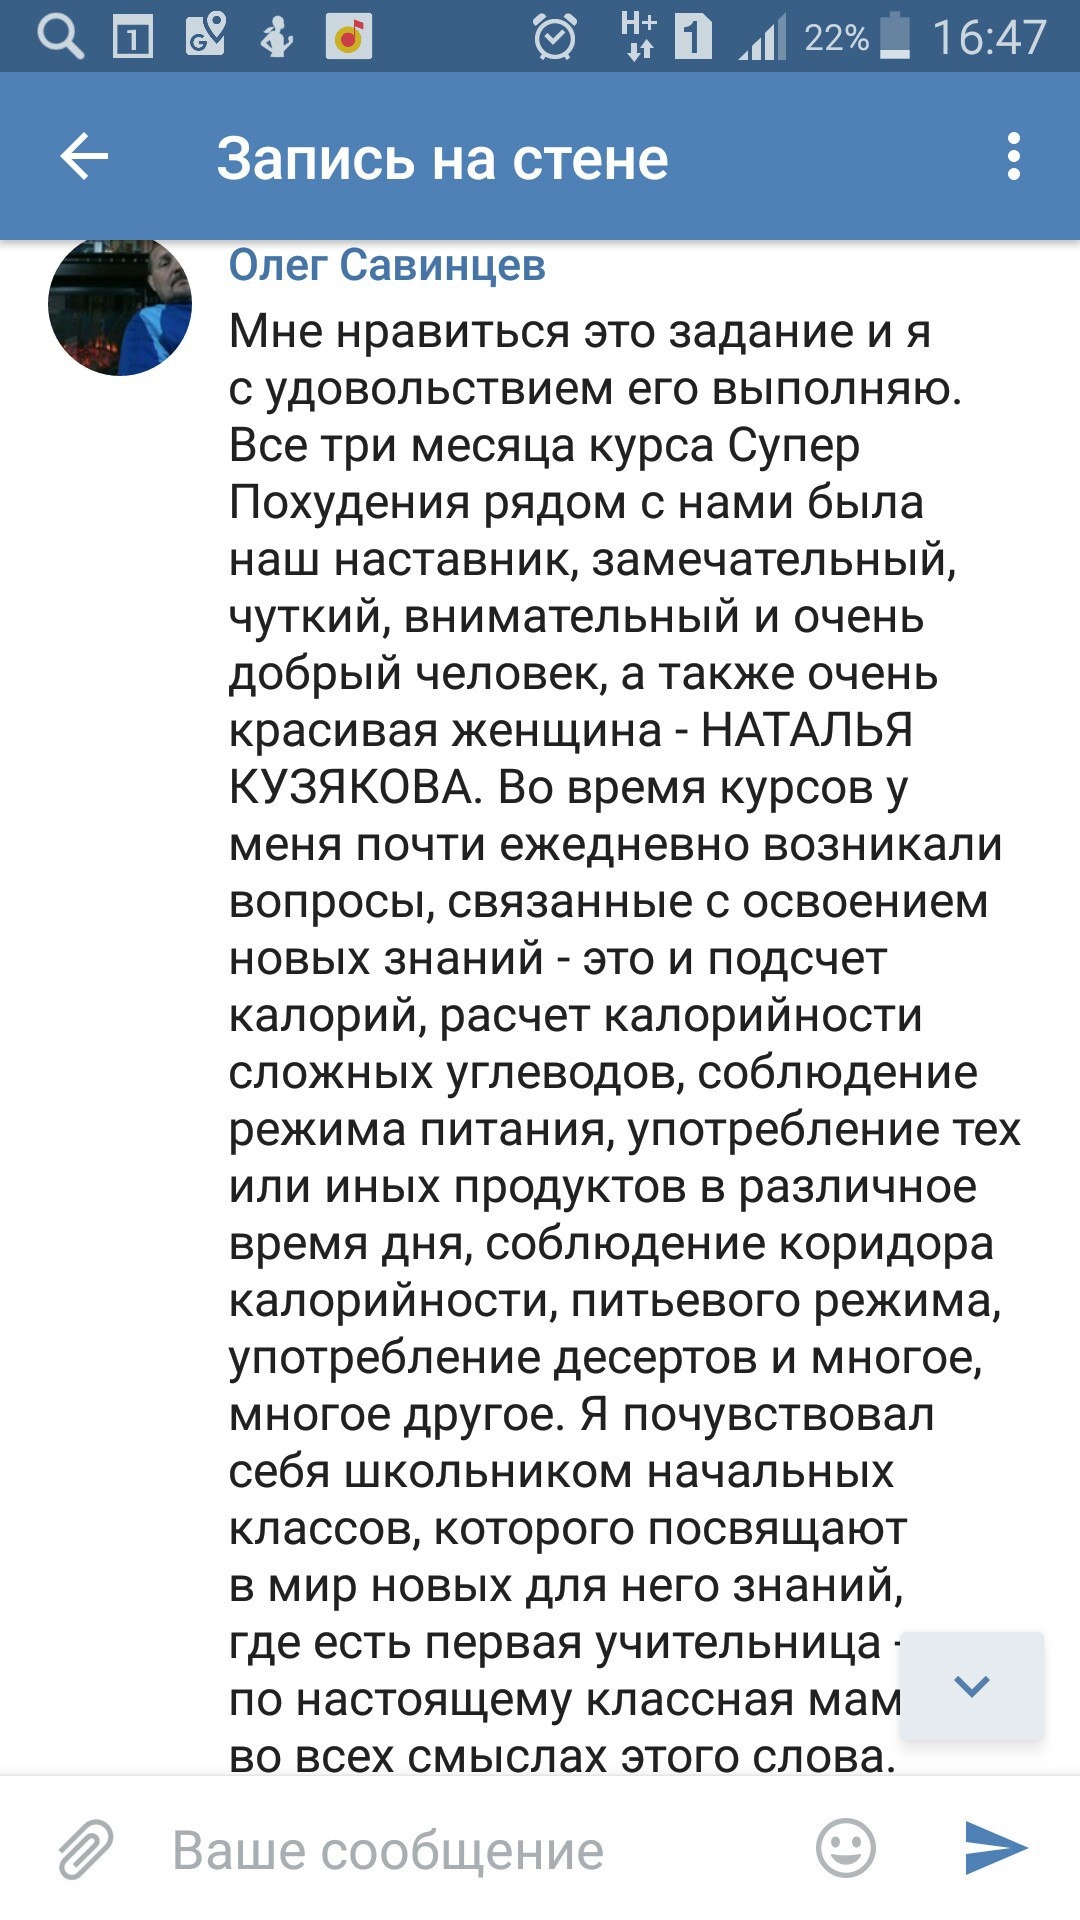 1
G
H+
1
22%
16:47
Запись на стене
Олег Савинцев
Мне нравиться это задание и я
с удовольствием его выполняю.
Все три месяца курса Супер
Похудения рядом с нами была
наш наставник, замечательный,
чуткий, внимательный и очень
добрый человек, а также очень
красивая женщина - НАТАЛЬЯ
КУЗЯКОВА. Во время курсов у
меня почти ежедневно возникали
вопросы, связанные с освоением
новых знаний - это и подсчет
калорий, расчет калорийности
сложных углеводов, соблюдение
режима питания, употребление тех
или иных продуктов в различное
время дня, соблюдение коридора
калорийности, питьевого режима,
употребление десертов и многое,
многое другое. Я почувствовал
себя школьником начальных
классов, которого посвящают
в мир новых для него знаний,
где есть первая учительница -
по настоящему классная мам
во всех смыслах этого слова.
Ваше сообщение